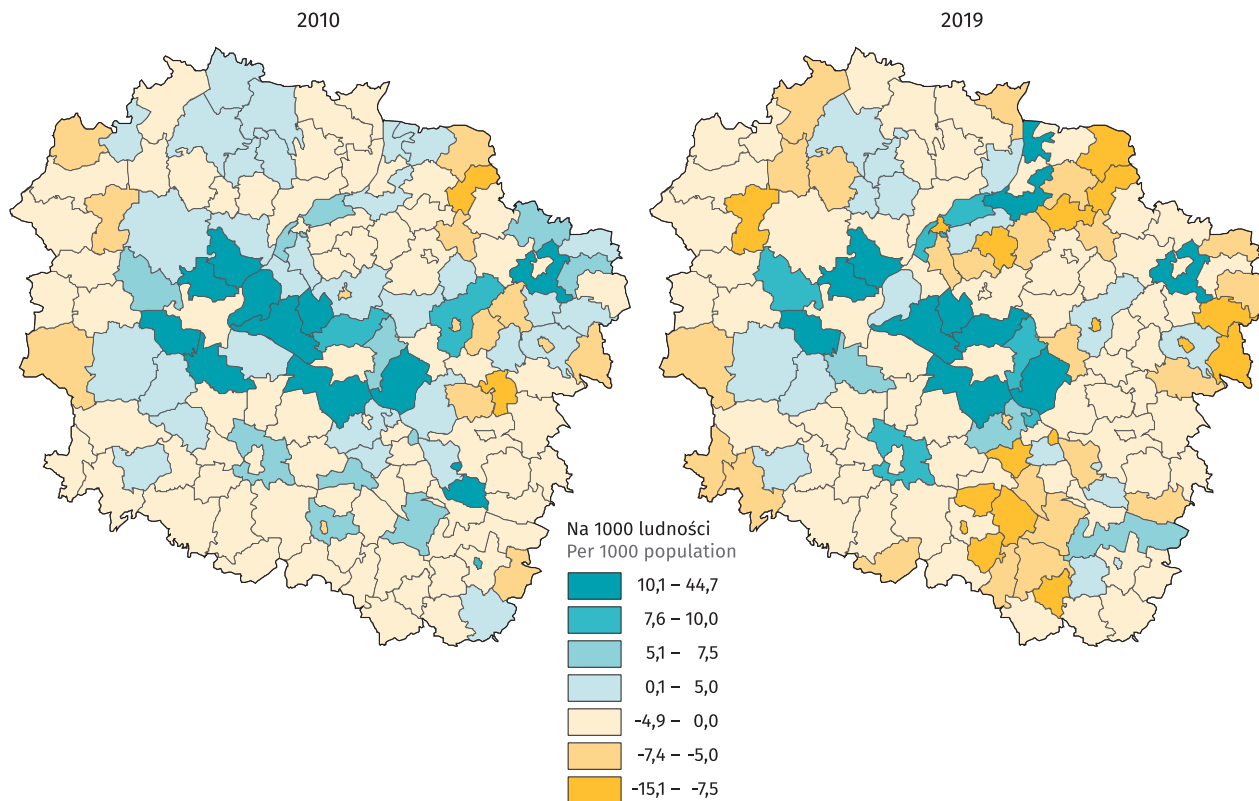 2010
2019
Na 1000 ludności
Per 1000 population
10,1 – 44,7
7,6 – 10,0
5,1 – 7,5
0,1 – 5,0
-4,9 – 0,0
-7,4 – -5,0
-15,1 – -7,5